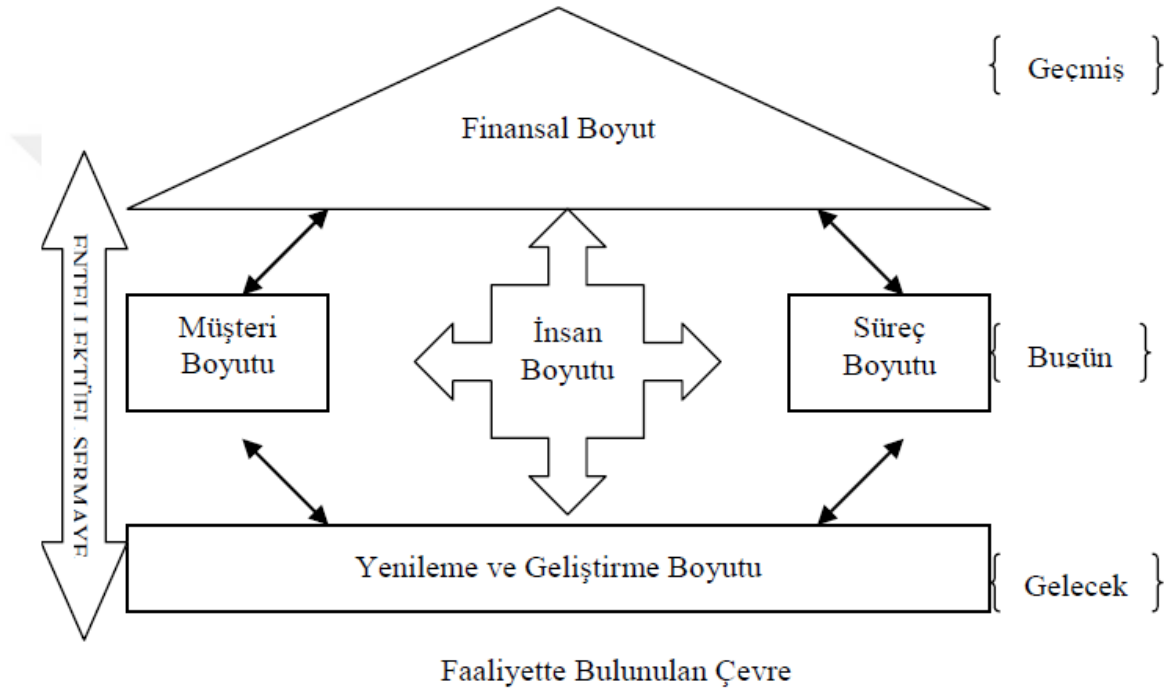 Geçmiş
Finansal Boyut
ENTELLEKTÜEL SERMAYE
Müşteri
Boyutu
İnsan
Boyutu
Süreç
Boyutu
Bugün
Yenileme ve Geliştirme Boyutu
Gelecek
Faaliyette Bulunulan Çevre